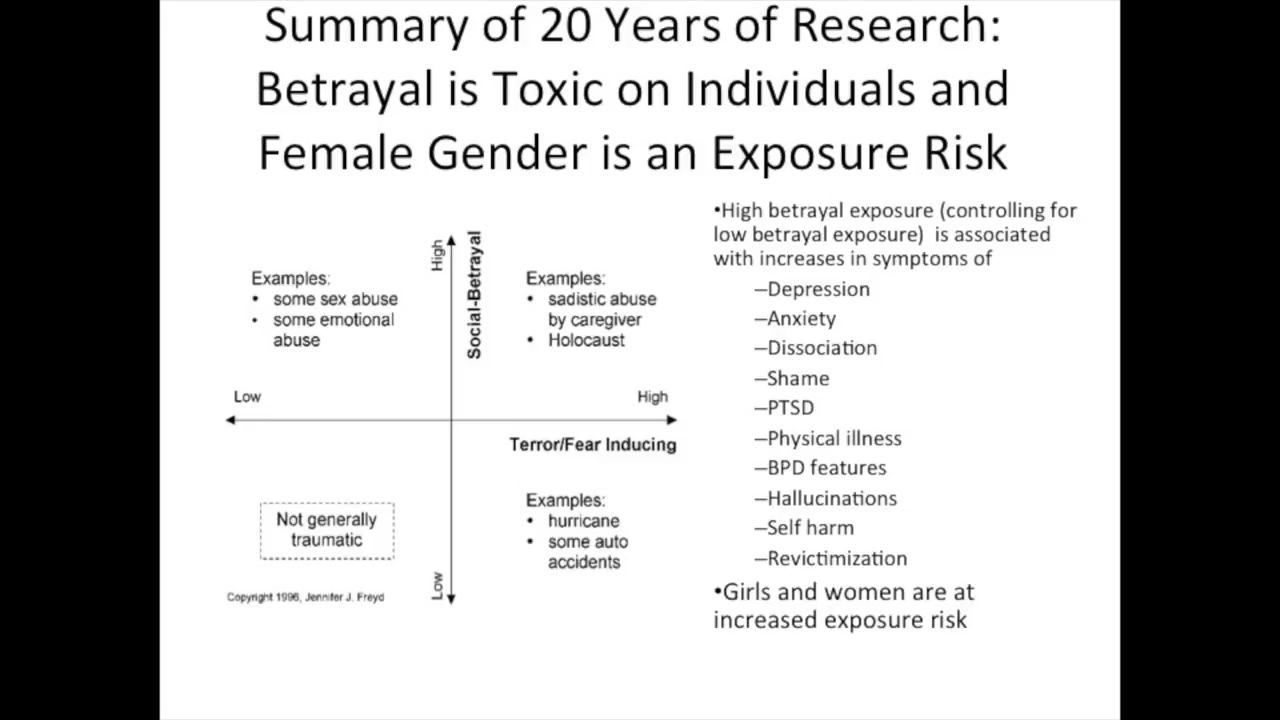 Summary of 20 Years of Research:
Betrayal is Toxic on Individuals and
Female Gender is an Exposure Risk
High
Social-Betrayal
Examples:
• some sex abuse
• some emotional
abuse
Examples:
• sadistic abuse
by caregiver
• Holocaust
Low
High
Terror/Fear Inducing
Not generally
traumatic
Examples:
• hurricane
• some auto
accidents
Low
Copyright 1996, Jennifer J. Freyd
•High betrayal exposure (controlling for
low betrayal exposure) is associated
with increases in symptoms of
–Depression
–Anxiety
–Dissociation
–Shame
–PTSD
–Physical illness
–BPD features
–Hallucinations
–Self harm
–Revictimization
•Girls and women are at
increased exposure risk